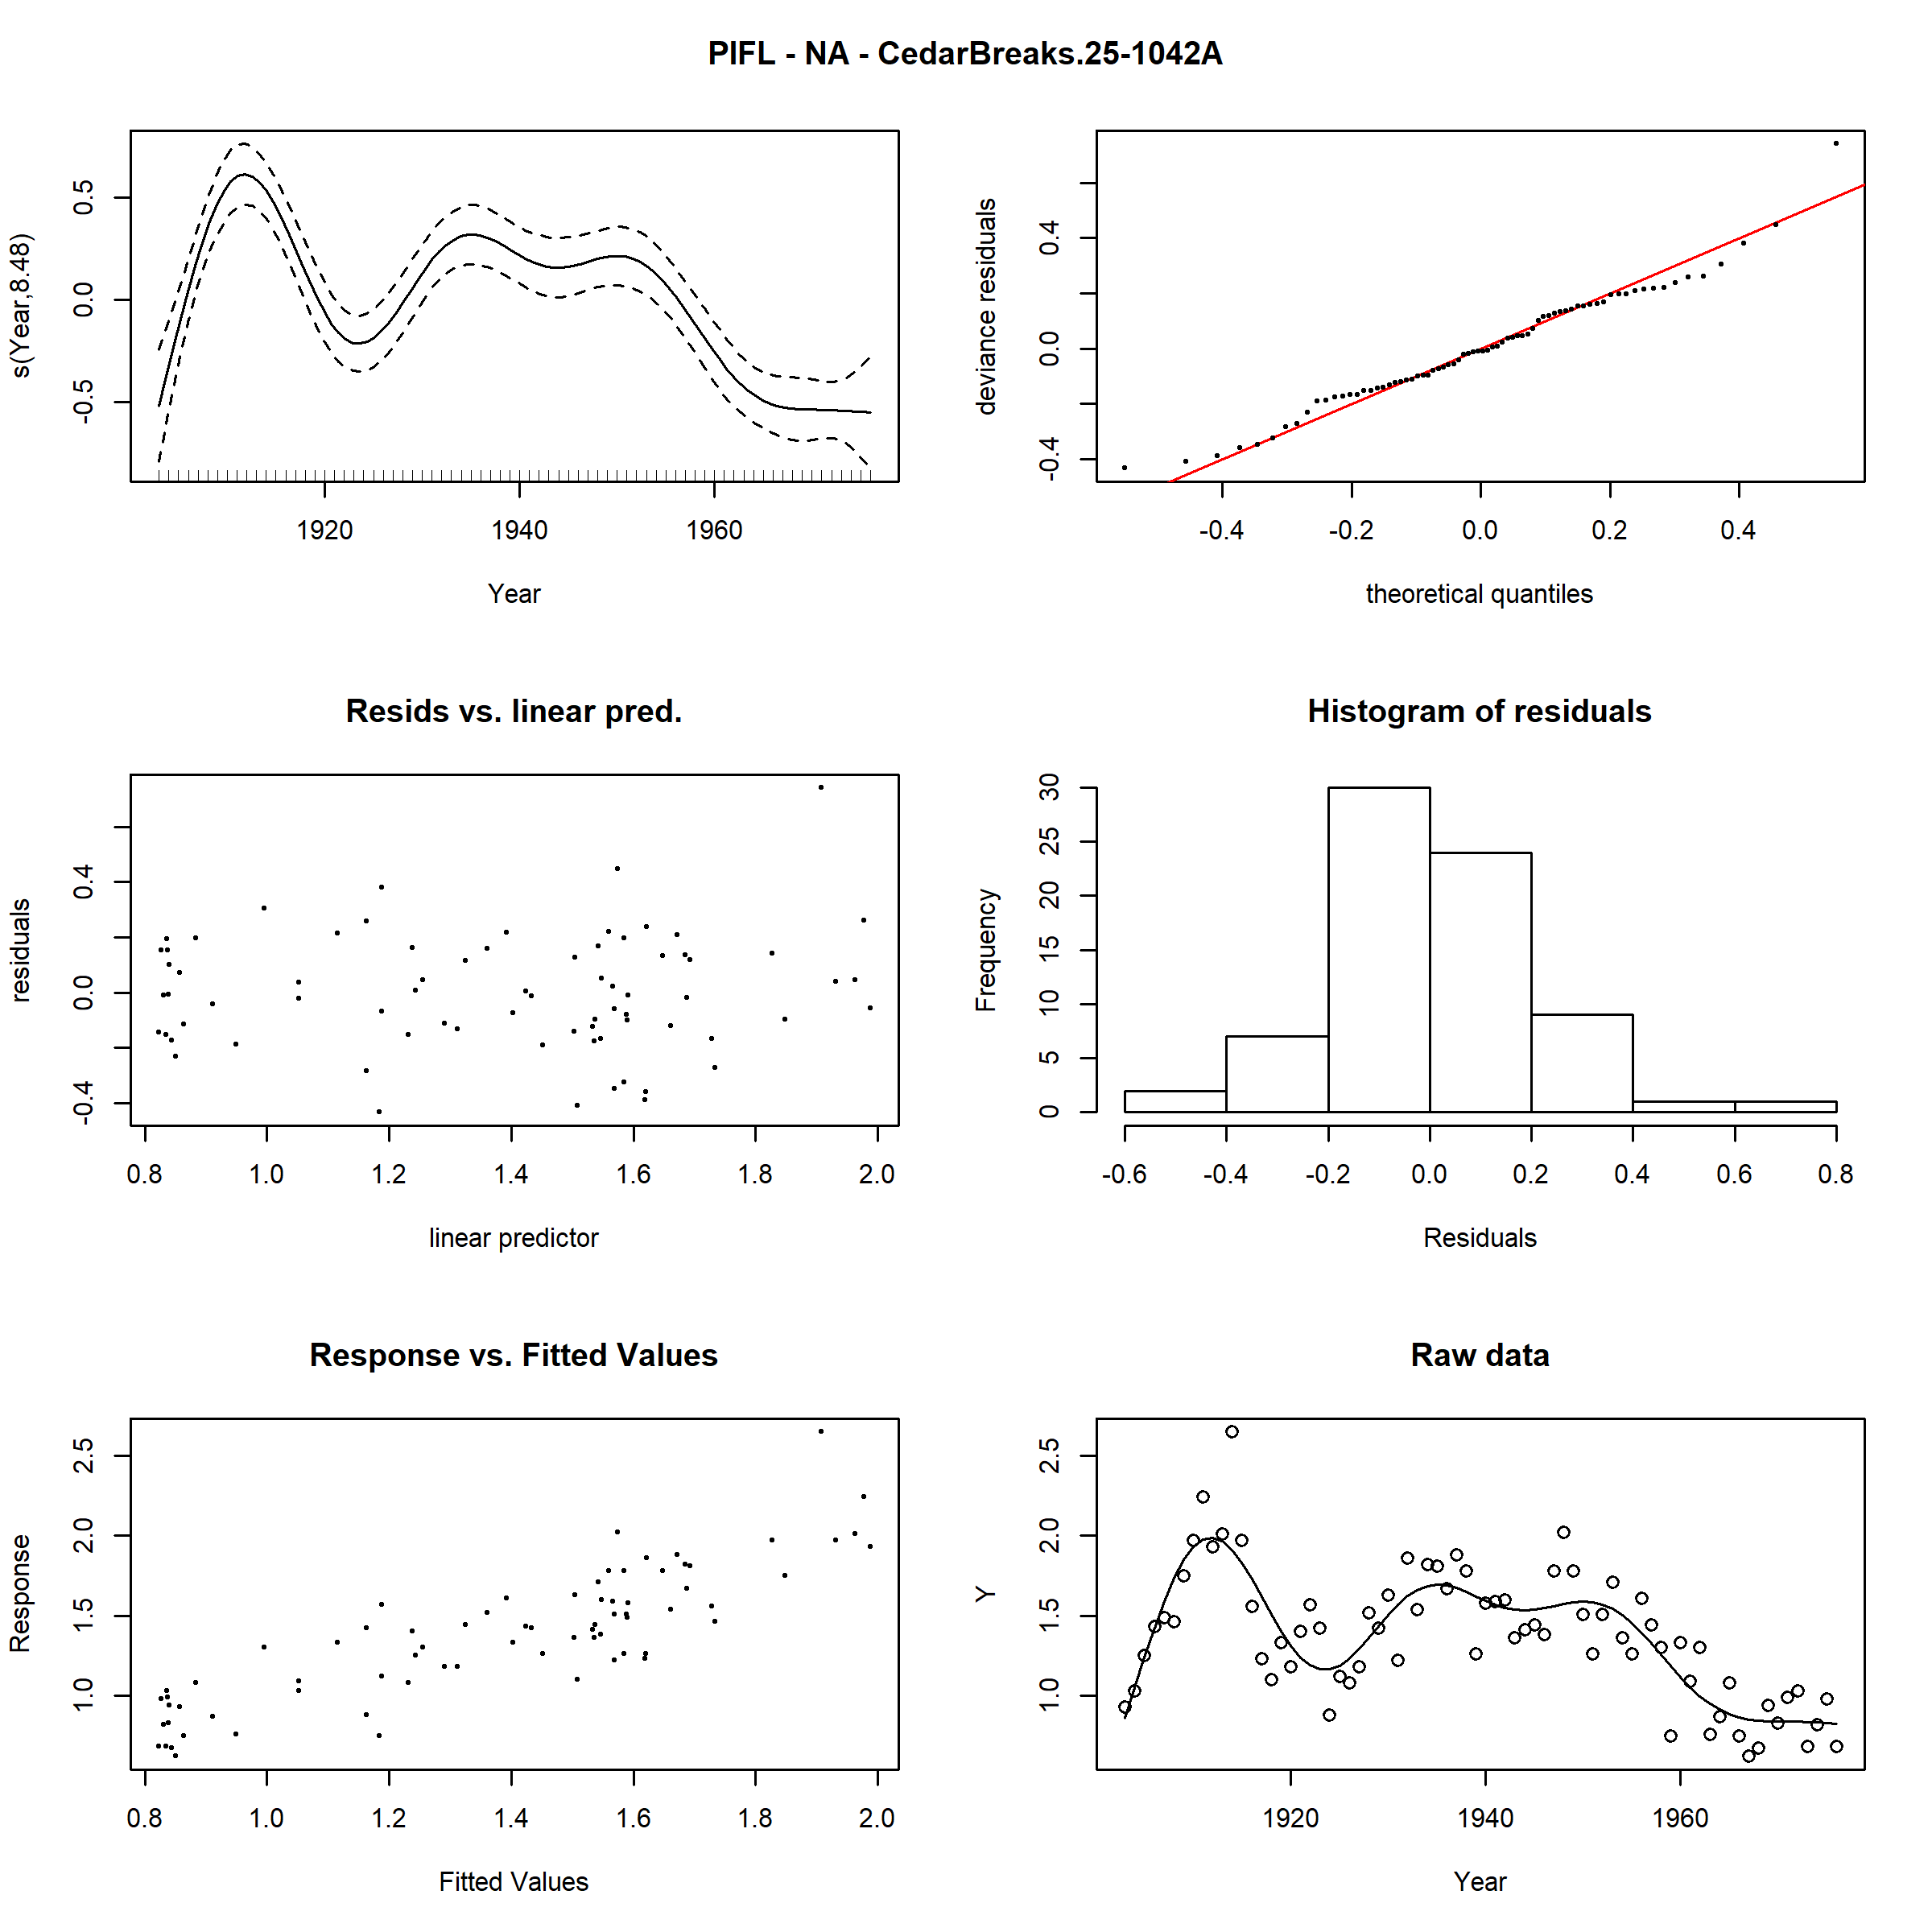 PIFL - NA - CedarBreaks.25-1042A
s(Year,8.48)
0.5
0.0
-0.5
1920 1940 1960
Year
deviance residuals
0.4
0.0
-0.4
-0.4 -0.2 0.0 0.2 0.4
theoretical quantiles
Resids vs. linear pred.
residuals
0.4
0.0
-0.4
0.8 1.0 1.2 1.4 1.6 1.8 2.0
linear predictor
Histogram of residuals
Frequency
30
25
20
15
10
5
0
-0.6 -0.4 -0.2 0.0 0.2 0.4 0.6 0.8
Residuals
Response vs. Fitted Values
Response
2.5
2.0
1.5
1.0
0.8 1.0 1.2 1.4 1.6 1.8 2.0
Fitted Values
Raw data
Y
2.5
2.0
1.5
1.0
1920 1940 1960
Year